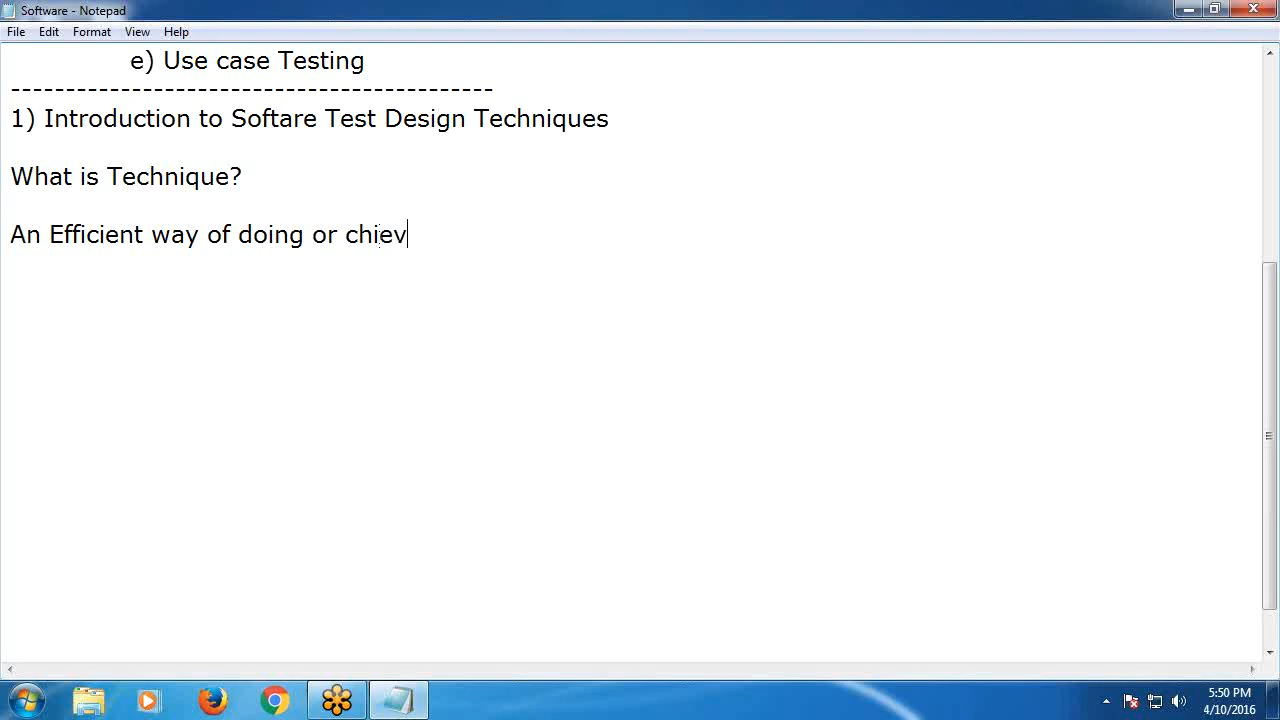 Software - Notepad
File Edit Format View Help
e) Use case Testing
--------------------------------------------
1) Introduction to Softare Test Design Techniques
What is Technique?
An Efficient way of doing or chiev
5:50 PM
4/10/2016